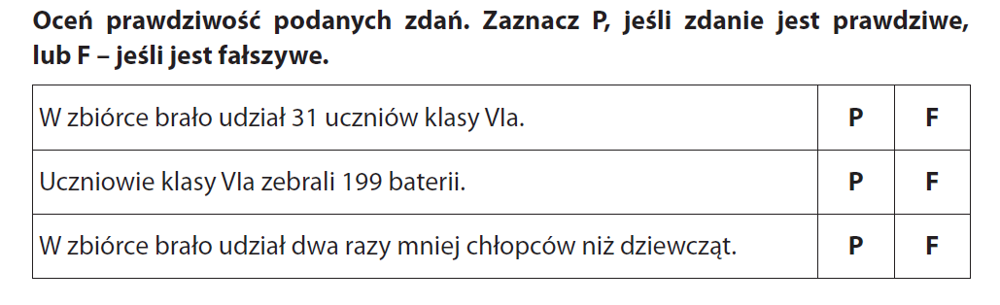 Oceń prawdziwość podanych zdań. Zaznacz P, jeśli zdanie jest prawdziwe,
lub F – jeśli jest fałszywe.
W zbiórce brało udział 31 uczniów klasy VIa. P F
Uczniowie klasy VIa zebrali 199 baterii. P F
W zbiórce brało udział dwa razy mniej chłopców niż dziewcząt. P F